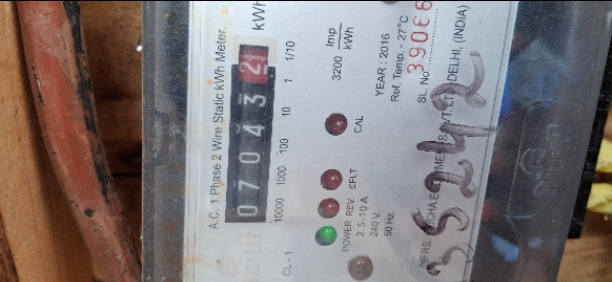 A.C. 1 Phase 2 Wire Static kWh Meter.
0 7 0 4 3 2 kWh
10000 1000 100 10 1 1/10
CL - 1
3200 Imp
kWh
POWER REV. EFLT CAL
2.5-10 A
240 V.
50 Hz.
YEAR : 2016
Ref. Temp. - 27°C
SL. No
DELHI, (INDIA)
35242